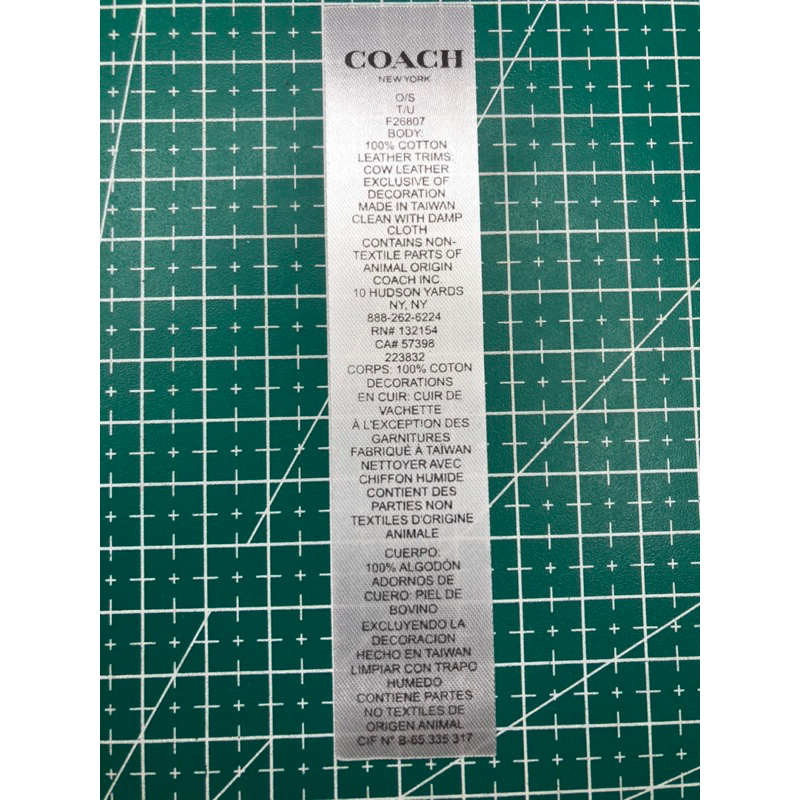 COACH
NEW YORK
O/S
T/U
F26807
BODY:
100% COTTON
LEATHER TRIMS:
COW LEATHER
EXCLUSIVE OF
DECORATION
MADE IN TAIWAN
CLEAN WITH DAMP
CLOTH
CONTAINS NON-
TEXTILE PARTS OF
ANIMAL ORIGIN
COACH INC.
10 HUDSON YARDS
NY, NY
888-262-6224
RN# 132154
CA# 57398
223832
CORPS: 100% COTON
DECORATIONS
EN CUIR: CUIR DE
VACHETTE
À L'EXCEPTION DES
GARNITURES
FABRIQUÉ À TAÏWAN
NETTOYER AVEC
CHIFFON HUMIDE
CONTIENT DES
PARTIES NON
TEXTILES D'ORIGINE
ANIMALE
CUERPO:
100% ALGODÓN
ADORNOS DE
CUERO: PIEL DE
BOVINO
EXCLUYENDO LA
DECORACION
HECHO EN TAIWAN
LIMPIAR CON TRAPO
HUMEDO
CONTIENE PARTES
NO TEXTILES DE
ORIGEN ANIMAL
CIF N° B-65 335 317